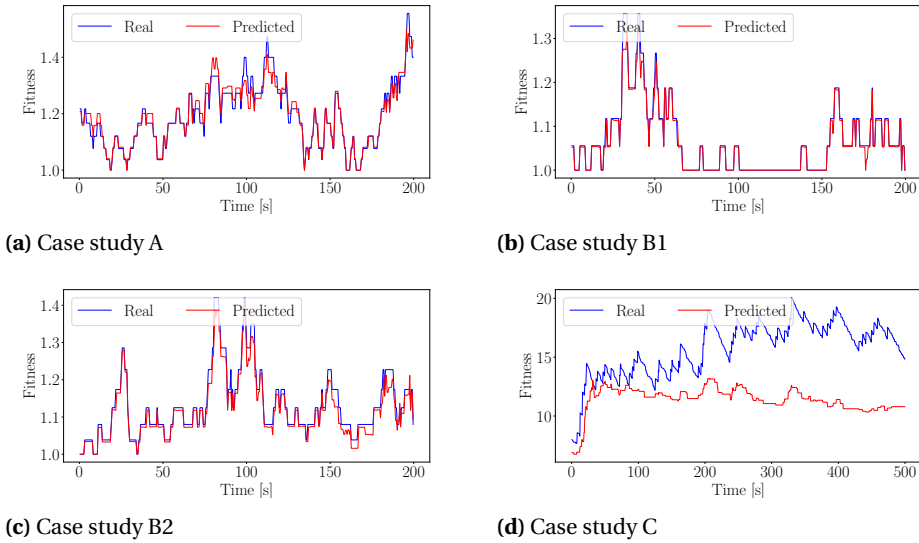 Real Predicted
1.4
1.2
1.0
Fitness
0 50 100 150 200
Time [s]
(a) Case study A
Real Predicted
1.3
1.2
1.1
1.0
Fitness
0 50 100 150 200
Time [s]
(b) Case study B1
Real Predicted
1.4
1.3
1.2
1.1
1.0
Fitness
0 50 100 150 200
Time [s]
(c) Case study B2
Real Predicted
20
15
10
Fitness
0 100 200 300 400 500
Time [s]
(d) Case study C